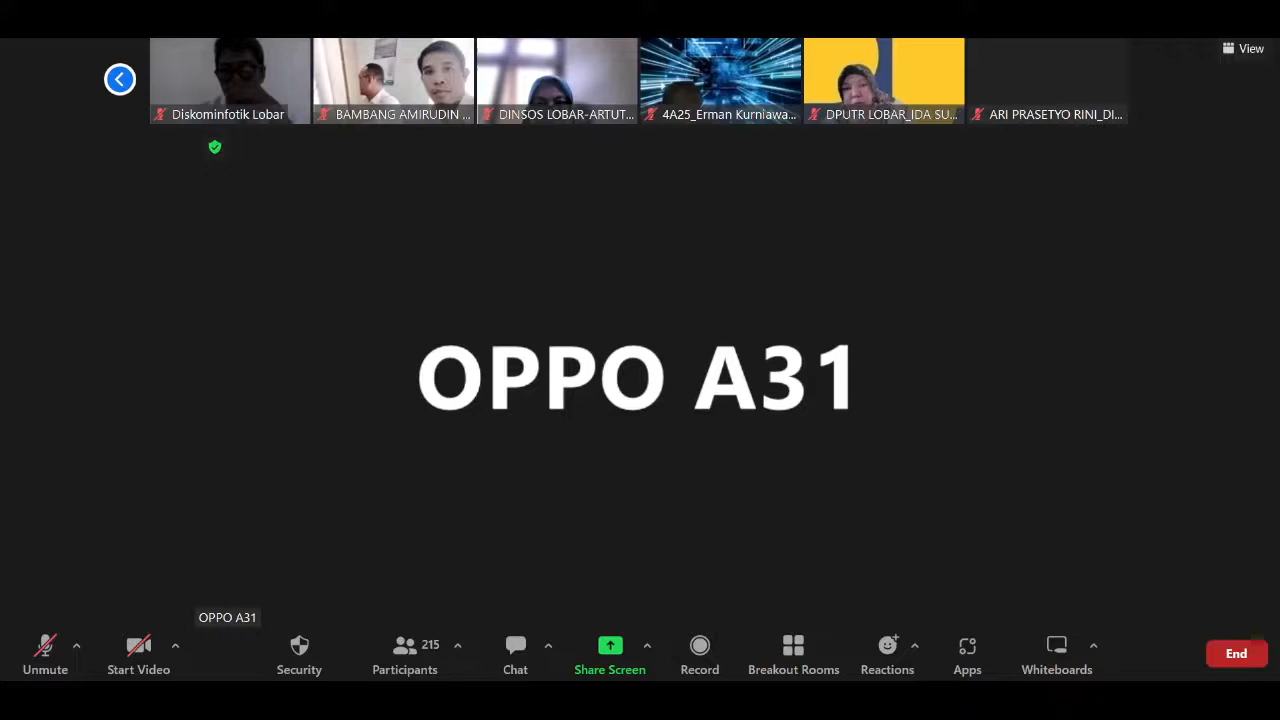 View
Diskominfotik Lobar
BAMBANG AMIRUDIN ...
DINSOS LOBAR-ARTUT...
4A25_Erman Kurniawa...
DPUTR LOBAR_IDA SU...
ARI PRASETYO RINI_DI...
OPPO A31
OPPO A31
215
Unmute
Start Video
Security
Participants
Chat
Share Screen
Record
Breakout Rooms
Reactions
Apps
Whiteboards
End